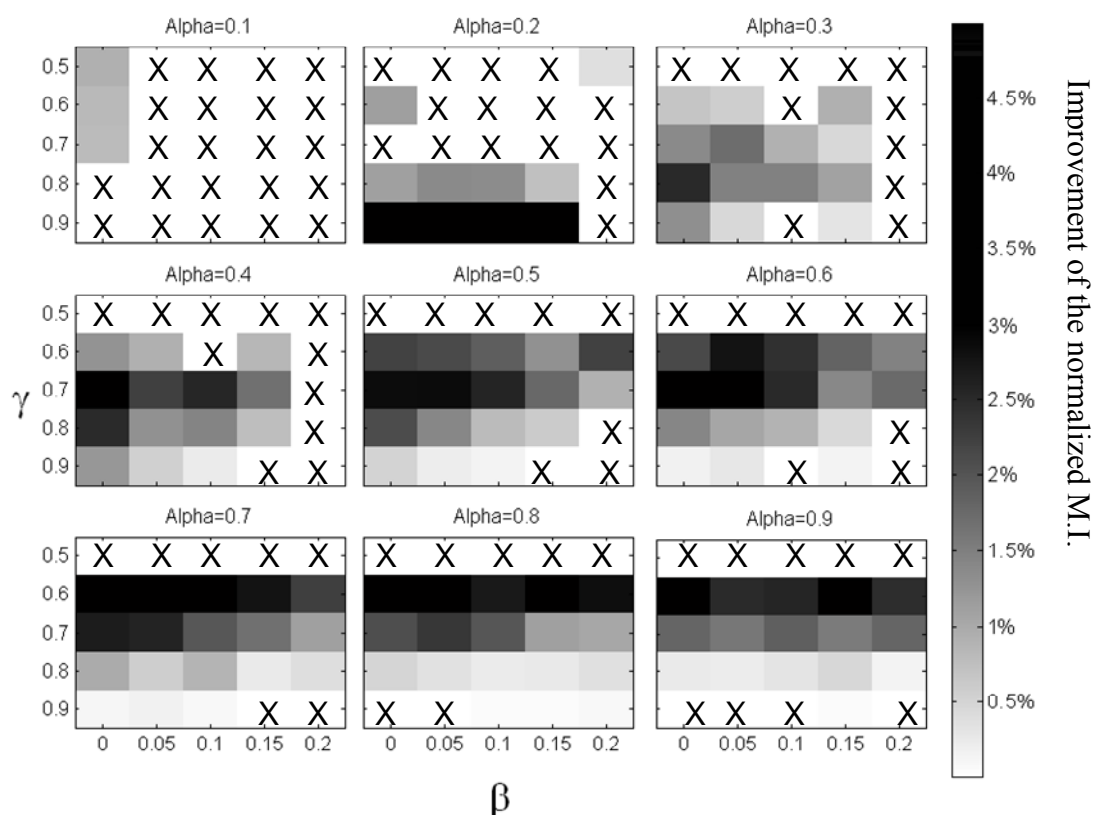 Alpha=0.1 Alpha=0.2 Alpha=0.3
0.5 X X X X X X X X X X X X X
0.6 X X X X X X X X X X
0.7 X X X X X X X X X
0.8 X X X X X X X
0.9 X X X X X X X X
Alpha=0.4 Alpha=0.5 Alpha=0.6
0.5 X X X X X X X X X X X X X X X
0.6 X X
0.7 X
0.8 X X X
0.9 X X X X X X
Alpha=0.7 Alpha=0.8 Alpha=0.9
0.5 X X X X X X X X X X X X X X X
0.6
0.7
0.8
0.9 X X X X X X X X
0 0.05 0.1 0.15 0.2 0 0.05 0.1 0.15 0.2 0 0.05 0.1 0.15 0.2
γ
β
4.5%
4%
3.5%
3%
2.5%
2%
1.5%
1%
0.5%
Improvement of the normalized M.I.